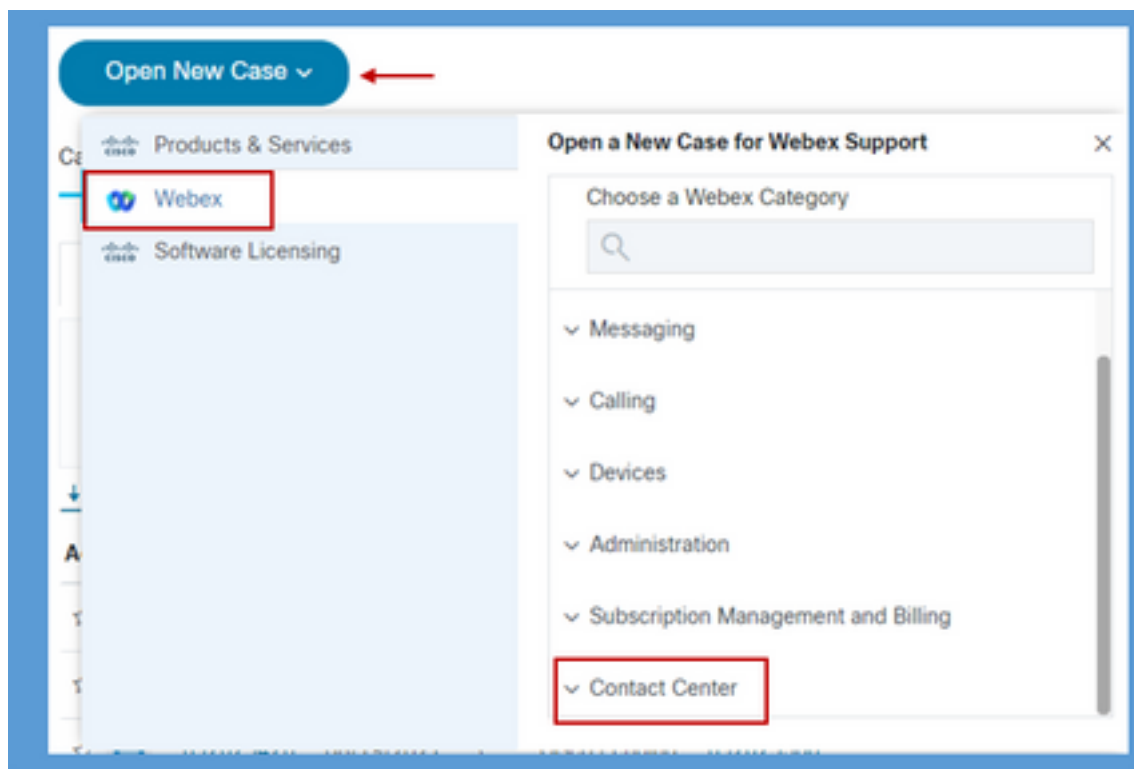 Open New Case
Ca
Products & Services
Webex
Software Licensing
A
Open a New Case for Webex Support
Choose a Webex Category
Messaging
Calling
Devices
Administration
Subscription Management and Billing
Contact Center